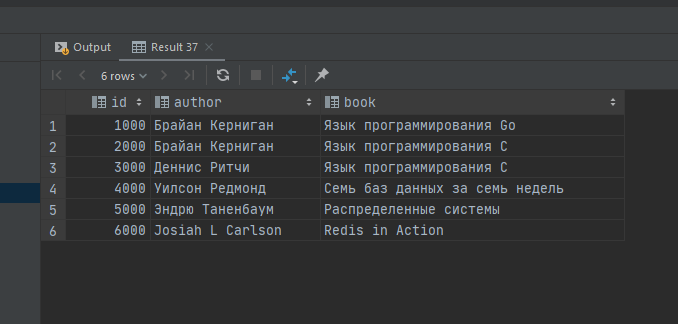 Output Result 37
6 rows
id author book
1 1000 Брайан Керниган Язык программирования Go
2 2000 Брайан Керниган Язык программирования C
3 3000 Деннис Ритчи Язык программирования C
4 4000 Уилсон Редмонд Семь баз данных за семь недель
5 5000 Эндрю Таненбаум Распределенные системы
6 6000 Josiah L Carlson Redis in Action